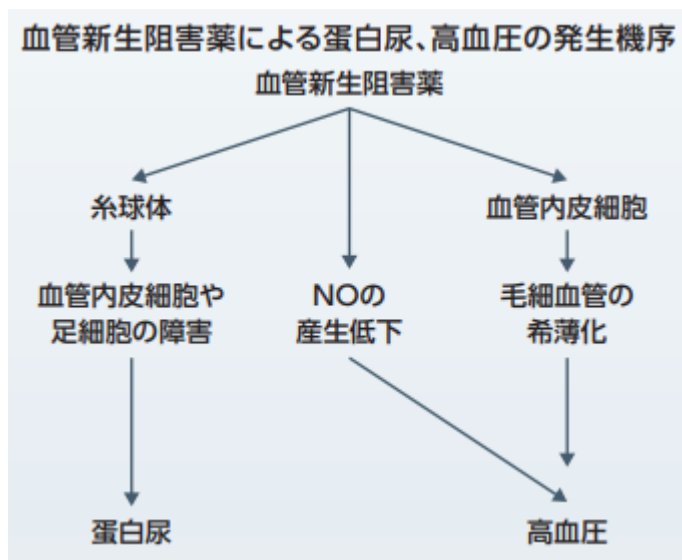 血管新生阻害薬による蛋白尿、高血圧の発生機序
血管新生阻害薬
糸球体
血管内皮細胞
血管内皮細胞や
足細胞の障害
NOの
産生低下
毛細血管の
希薄化
蛋白尿
高血圧